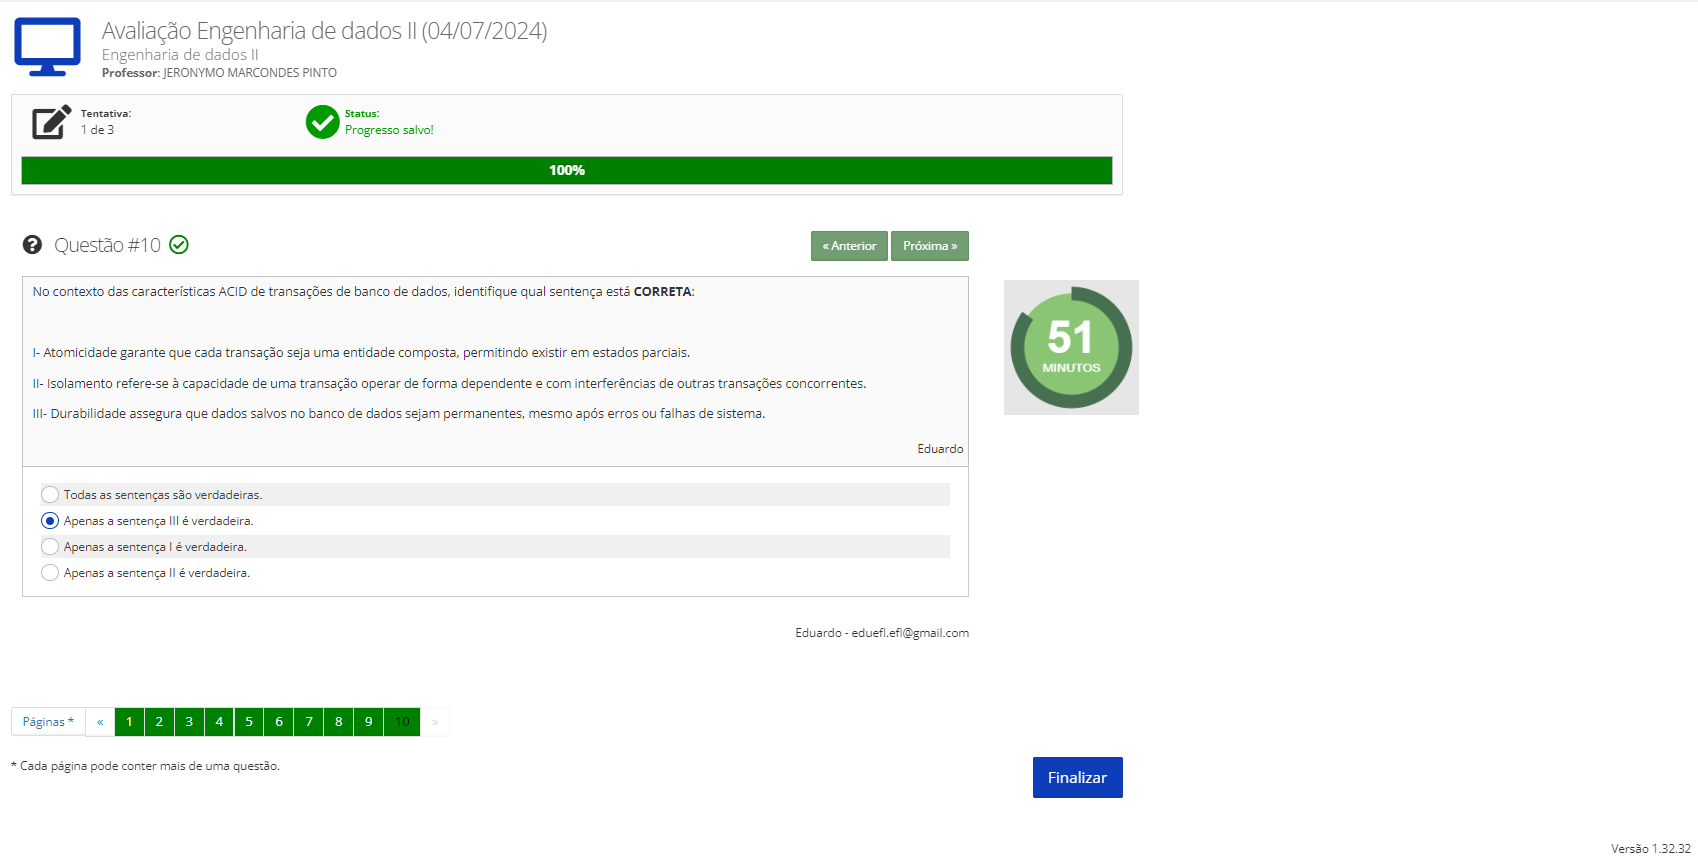 Avaliação Engenharia de dados II (04/07/2024)
Engenharia de dados II
Professor: JERONYMO MARCONDES PINTO
Tentativa:
1 de 3
Status:
Progresso salvo!
100%
Questão #10
« Anterior
Próxima »
No contexto das características ACID de transações de banco de dados, identifique qual sentença está CORRETA:
I- Atomicidade garante que cada transação seja uma entidade composta, permitindo existir em estados parciais.
II- Isolamento refere-se à capacidade de uma transação operar de forma dependente e com interferências de outras transações concorrentes.
III- Durabilidade assegura que dados salvos no banco de dados sejam permanentes, mesmo após erros ou falhas de sistema.
Eduardo
51
MINUTOS
Todas as sentenças são verdadeiras.
Apenas a sentença III é verdadeira.
Apenas a sentença I é verdadeira.
Apenas a sentença II é verdadeira.
Eduardo - eduefl.efl@gmail.com
Páginas * « 1 2 3 4 5 6 7 8 9 10 »
* Cada página pode conter mais de uma questão.
Finalizar
Versão 1.32.32